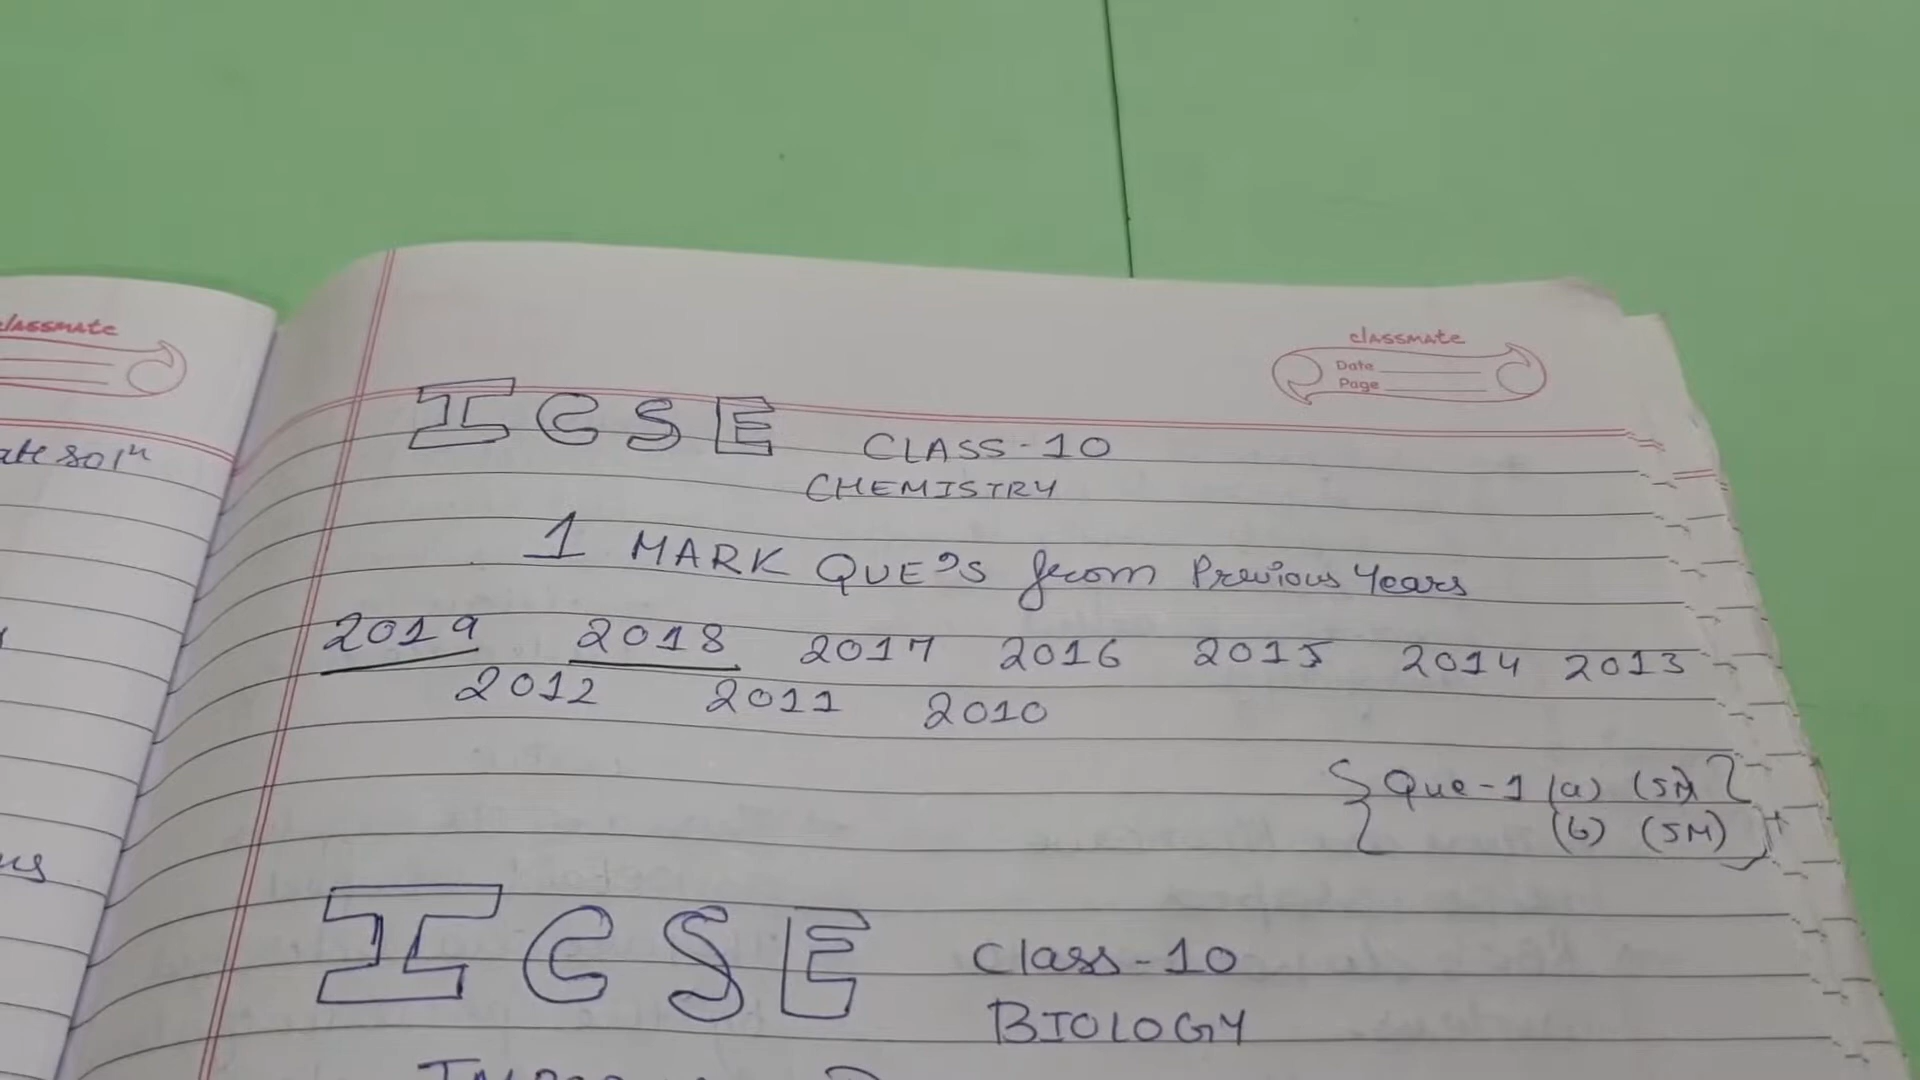 classmate
classmate
Date
Page
ICSE CLASS-10
CHEMISTRY
1 MARK QUE's from Previous Years
2019 2018 2017 2016 2015 2014 2013
2012 2011 2010
{ Que-1 (a) (5M) }
(b) (5M)
ICSE Class-10
BIOLOGY